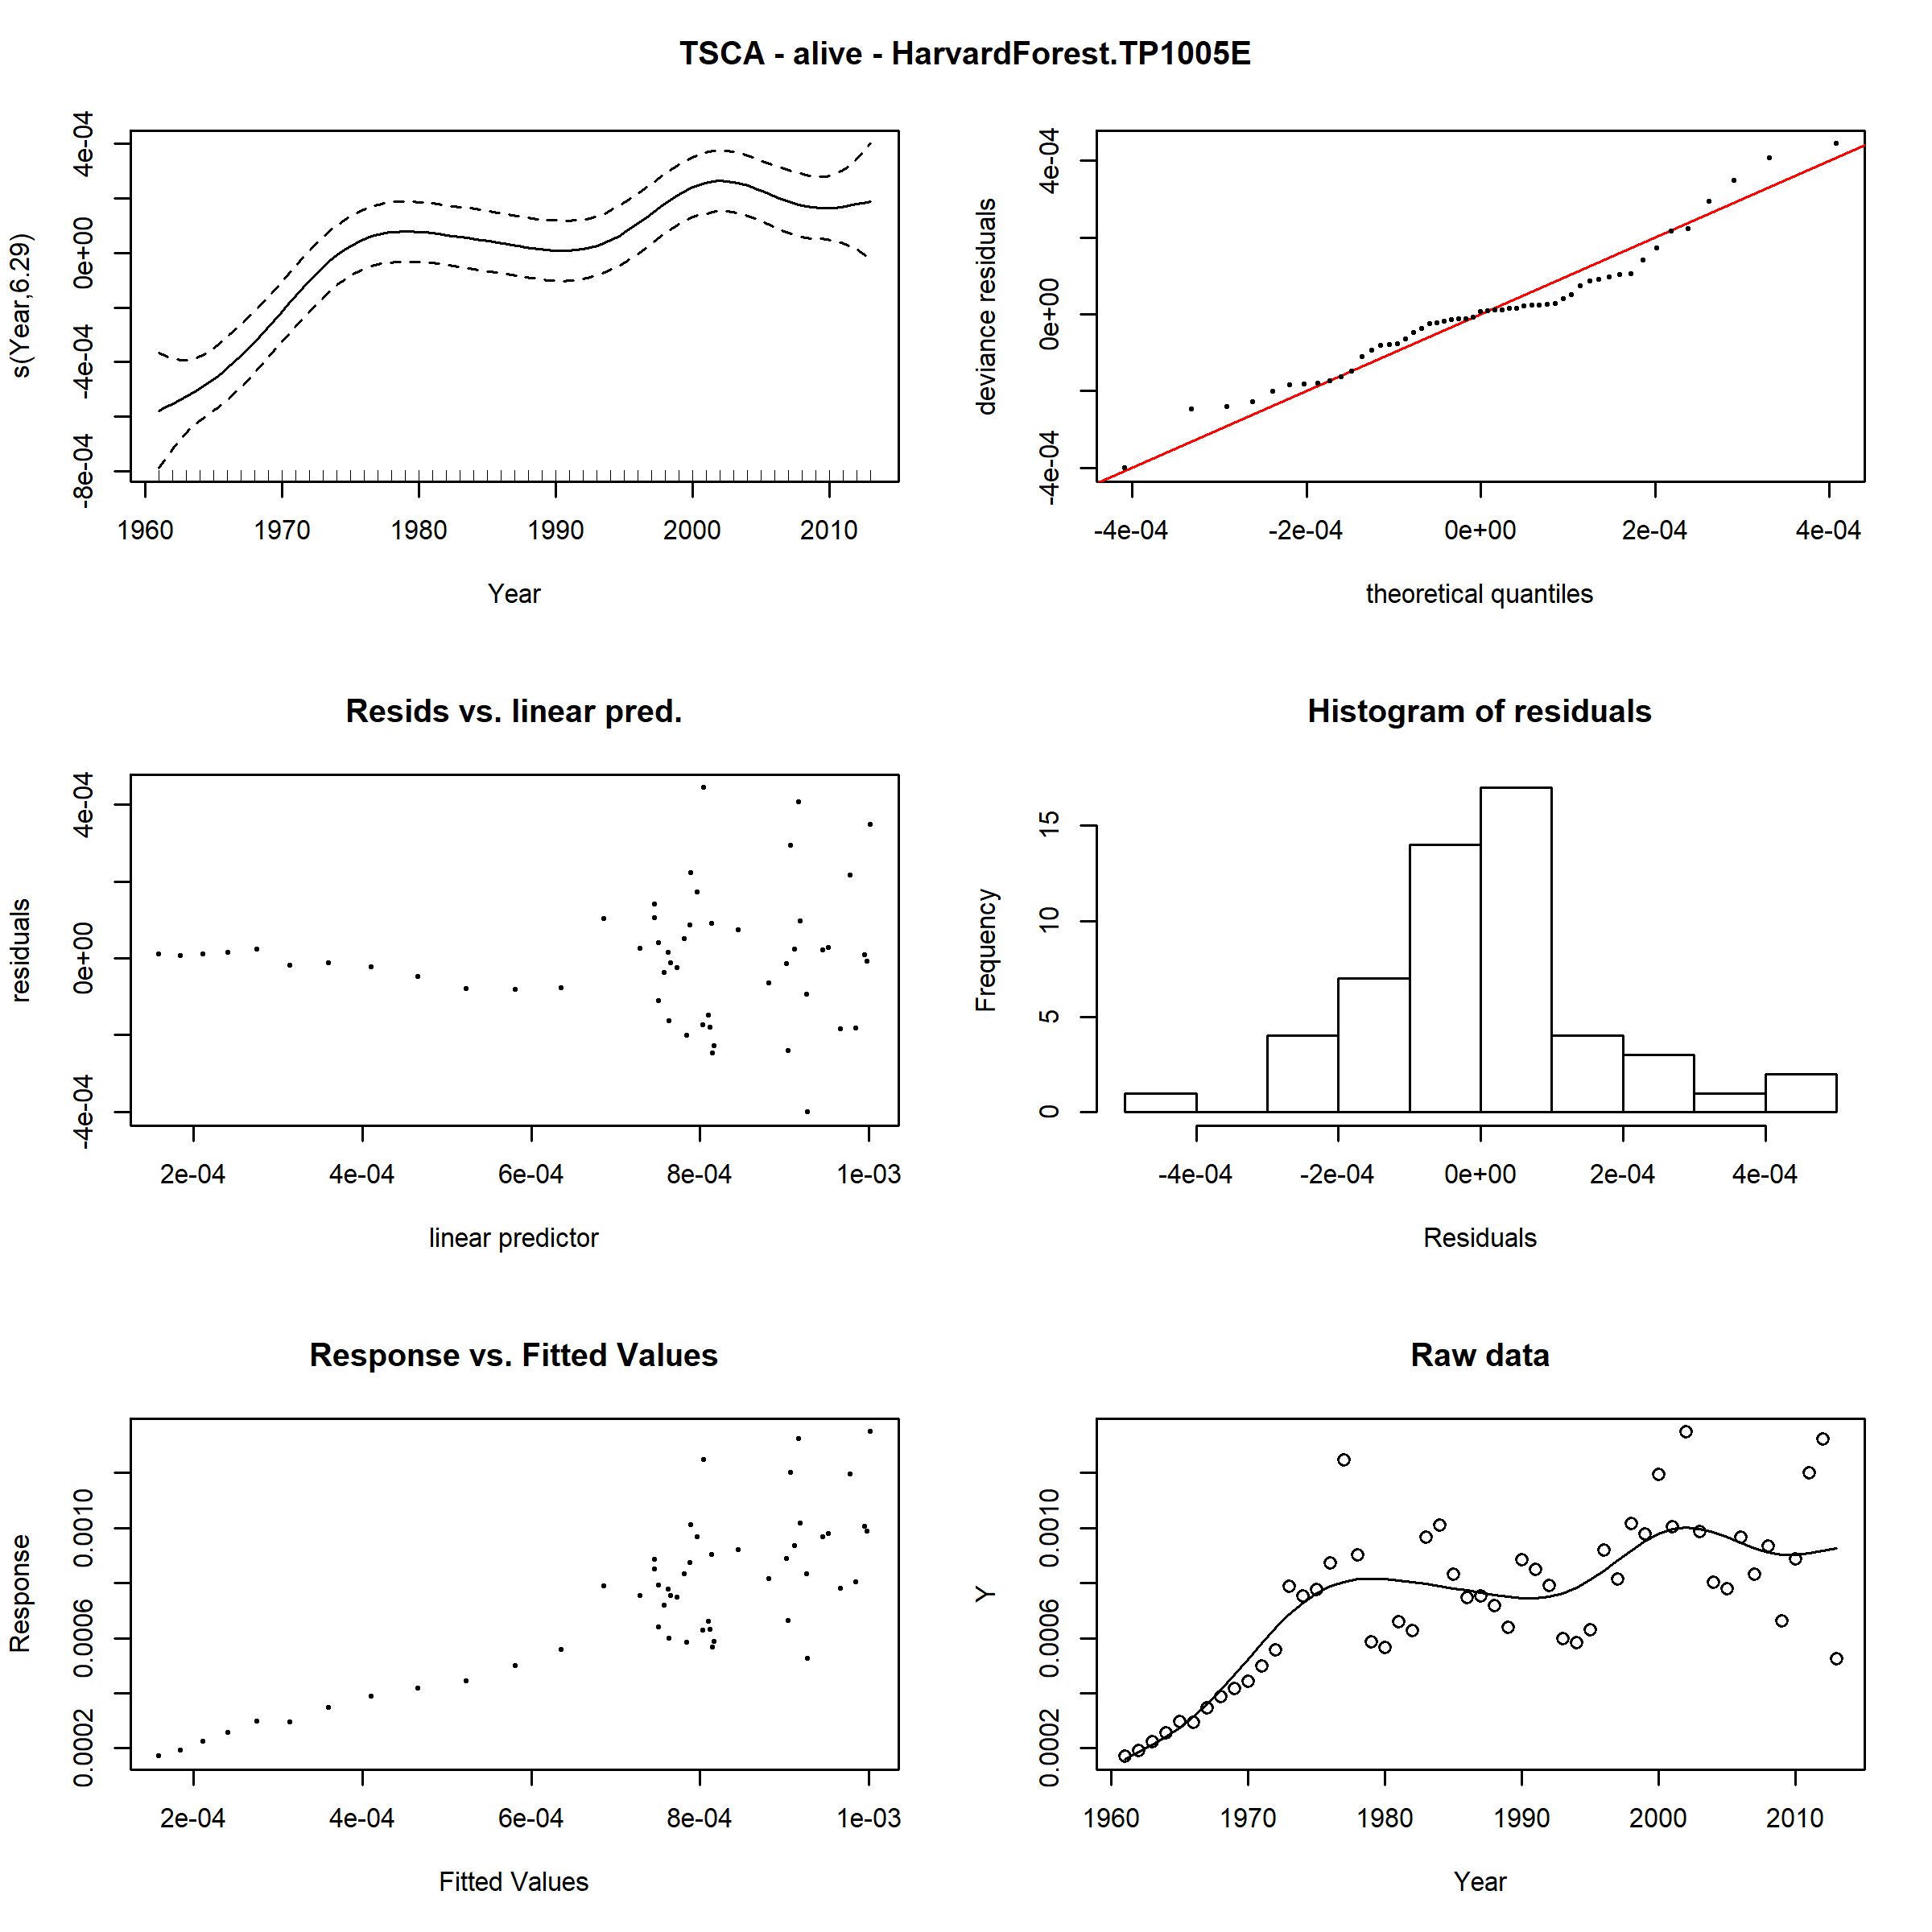 TSCA - alive - HarvardForest.TP1005E
s(Year,6.29)
-8e-04 -4e-04 0e+00 4e-04
1960 1970 1980 1990 2000 2010
Year
deviance residuals
-4e-04 0e+00 4e-04
-4e-04 -2e-04 0e+00 2e-04 4e-04
theoretical quantiles
Resids vs. linear pred.
residuals
-4e-04 0e+00 4e-04
2e-04 4e-04 6e-04 8e-04 1e-03
linear predictor
Histogram of residuals
Frequency
0 5 10 15
-4e-04 -2e-04 0e+00 2e-04 4e-04
Residuals
Response vs. Fitted Values
Response
0.0002 0.0006 0.0010
2e-04 4e-04 6e-04 8e-04 1e-03
Fitted Values
Raw data
Y
0.0002 0.0006 0.0010
1960 1970 1980 1990 2000 2010
Year